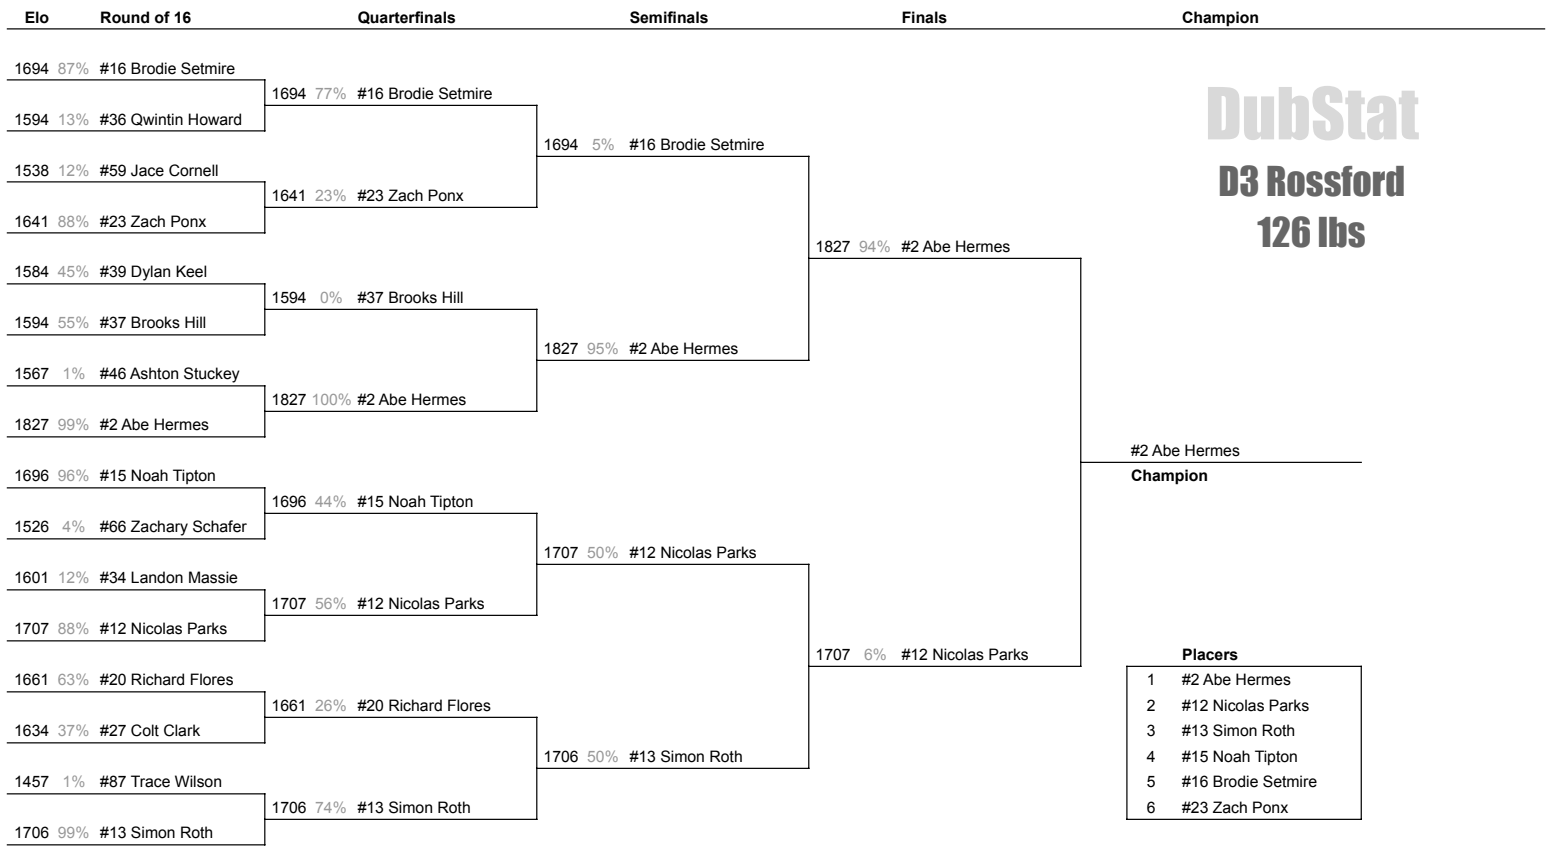 Elo Round of 16 Quarterfinals Semifinals Finals Champion
1694 87% #16 Brodie Setmire
1694 77% #16 Brodie Setmire
1594 13% #36 Qwintin Howard
1694 5% #16 Brodie Setmire
1538 12% #59 Jace Cornell
1641 23% #23 Zach Ponx
1641 88% #23 Zach Ponx
1827 94% #2 Abe Hermes
1584 45% #39 Dylan Keel
1594 0% #37 Brooks Hill
1594 55% #37 Brooks Hill
1827 95% #2 Abe Hermes
1567 1% #46 Ashton Stuckey
1827 100% #2 Abe Hermes
1827 99% #2 Abe Hermes
#2 Abe Hermes
Champion
1696 96% #15 Noah Tipton
1696 44% #15 Noah Tipton
1526 4% #66 Zachary Schafer
1707 50% #12 Nicolas Parks
1601 12% #34 Landon Massie
1707 56% #12 Nicolas Parks
1707 88% #12 Nicolas Parks
1707 6% #12 Nicolas Parks
1661 63% #20 Richard Flores
1661 26% #20 Richard Flores
1634 37% #27 Colt Clark
1706 50% #13 Simon Roth
1457 1% #87 Trace Wilson
1706 74% #13 Simon Roth
1706 99% #13 Simon Roth
DubStat
D3 Rossford
126 lbs
Placers
1 #2 Abe Hermes
2 #12 Nicolas Parks
3 #13 Simon Roth
4 #15 Noah Tipton
5 #16 Brodie Setmire
6 #23 Zach Ponx